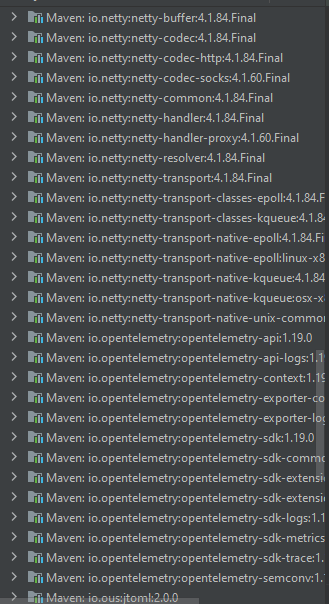 Maven: io.netty:netty-buffer:4.1.84.Final
Maven: io.netty:netty-codec:4.1.84.Final
Maven: io.netty:netty-codec-http:4.1.84.Final
Maven: io.netty:netty-codec-socks:4.1.60.Final
Maven: io.netty:netty-common:4.1.84.Final
Maven: io.netty:netty-handler:4.1.84.Final
Maven: io.netty:netty-handler-proxy:4.1.60.Final
Maven: io.netty:netty-resolver:4.1.84.Final
Maven: io.netty:netty-transport:4.1.84.Final
Maven: io.netty:netty-transport-classes-epoll:4.1.84.F
Maven: io.netty:netty-transport-classes-kqueue:4.1.84
Maven: io.netty:netty-transport-native-epoll:4.1.84.Fi
Maven: io.netty:netty-transport-native-epoll:linux-x8
Maven: io.netty:netty-transport-native-kqueue:4.1.84
Maven: io.netty:netty-transport-native-kqueue:osx-x
Maven: io.netty:netty-transport-native-unix-common
Maven: io.opentelemetry:opentelemetry-api:1.19.0
Maven: io.opentelemetry:opentelemetry-api-logs:1.19
Maven: io.opentelemetry:opentelemetry-context:1.19
Maven: io.opentelemetry:opentelemetry-exporter-co
Maven: io.opentelemetry:opentelemetry-exporter-log
Maven: io.opentelemetry:opentelemetry-sdk:1.19.0
Maven: io.opentelemetry:opentelemetry-sdk-commo
Maven: io.opentelemetry:opentelemetry-sdk-extensi
Maven: io.opentelemetry:opentelemetry-sdk-extensi
Maven: io.opentelemetry:opentelemetry-sdk-logs:1.1
Maven: io.opentelemetry:opentelemetry-sdk-metrics
Maven: io.opentelemetry:opentelemetry-sdk-trace:1.
Maven: io.opentelemetry:opentelemetry-semconv:1.
Maven: io.ous:jtoml:2.0.0